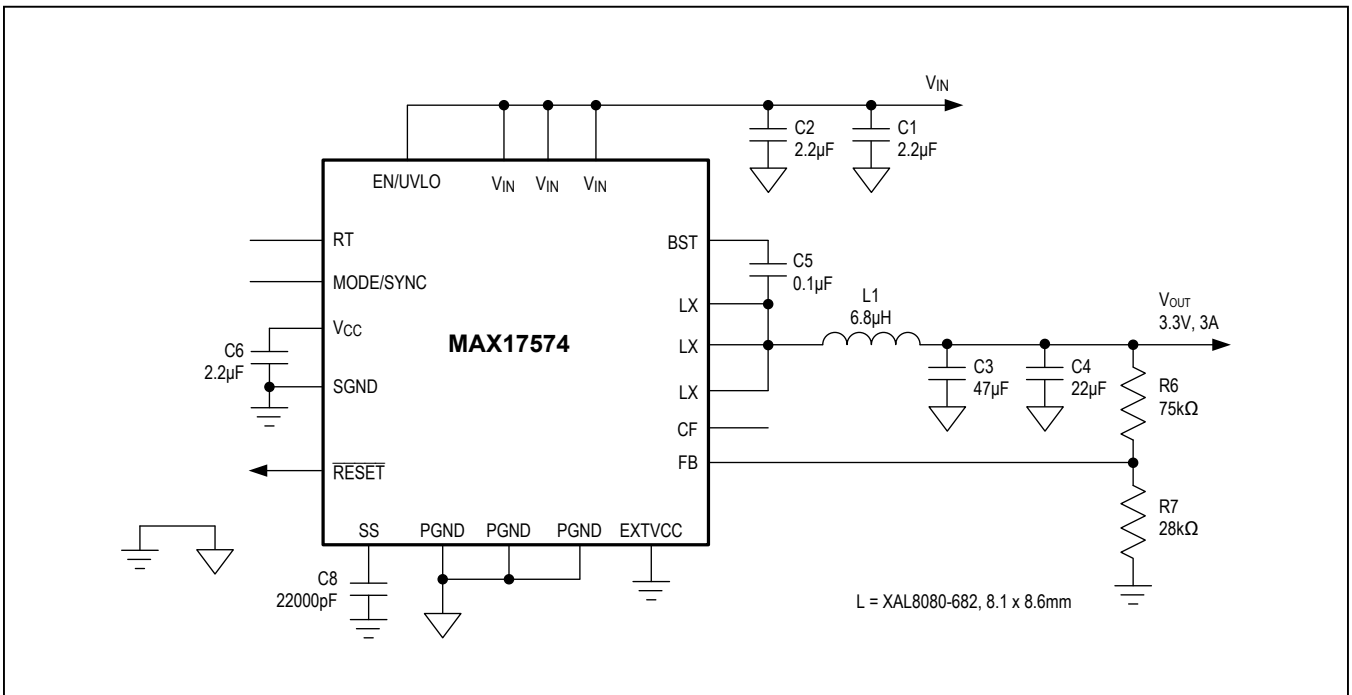 VIN
C2
2.2µF
C1
2.2µF
EN/UVLO
VIN
VIN
VIN
RT
BST
MODE/SYNC
C5
0.1µF
LX
L1
6.8µH
VOUT
3.3V, 3A
VCC
MAX17574
LX
C6
2.2µF
SGND
LX
C3
47µF
C4
22µF
R6
75kΩ
CF
RESET
FB
R7
28kΩ
SS
PGND
PGND
PGND
EXTVCC
C8
22000pF
L = XAL8080-682, 8.1 x 8.6mm